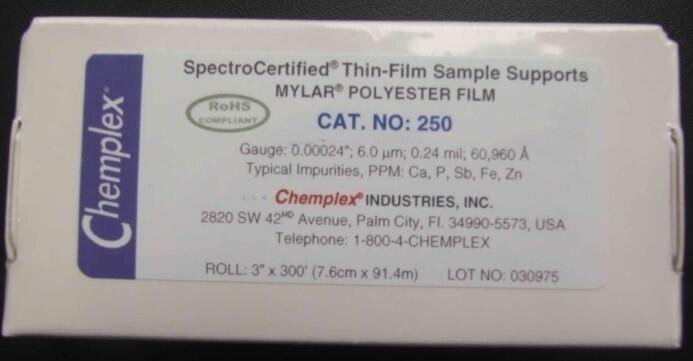 Chemplex®
SpectroCertified® Thin-Film Sample Supports
MYLAR® POLYESTER FILM
RoHS
COMPLIANT
CAT. NO: 250
Gauge: 0.00024"; 6.0 µm; 0.24 mil; 60,960 Å
Typical Impurities, PPM: Ca, P, Sb, Fe, Zn
Chemplex® INDUSTRIES, INC.
2820 SW 42ND Avenue, Palm City, Fl. 34990-5573, USA
Telephone: 1-800-4-CHEMPLEX
ROLL: 3" x 300' (7.6cm x 91.4m) LOT NO: 030975